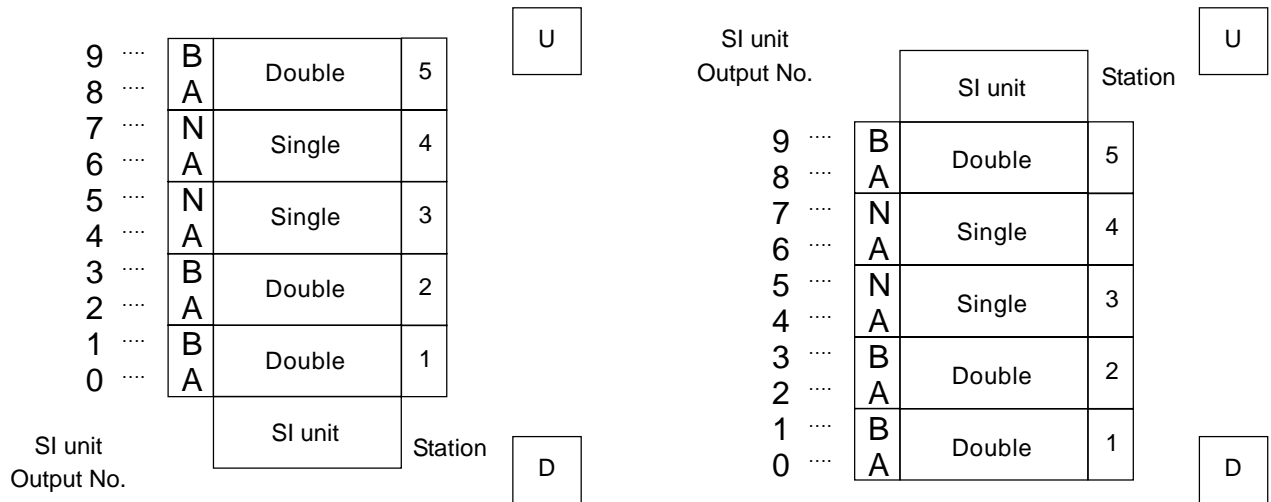 U
9 .... B Double 5
8 .... A
7 .... N Single 4
6 .... A
5 .... N Single 3
4 .... A
3 .... B Double 2
2 .... A
1 .... B Double 1
0 .... A
SI unit
Output No.
SI unit
Station
D
SI unit
Output No.
SI unit
Station
U
9 .... B Double 5
8 .... A
7 .... N Single 4
6 .... A
5 .... N Single 3
4 .... A
3 .... B Double 2
2 .... A
1 .... B Double 1
0 .... A
D